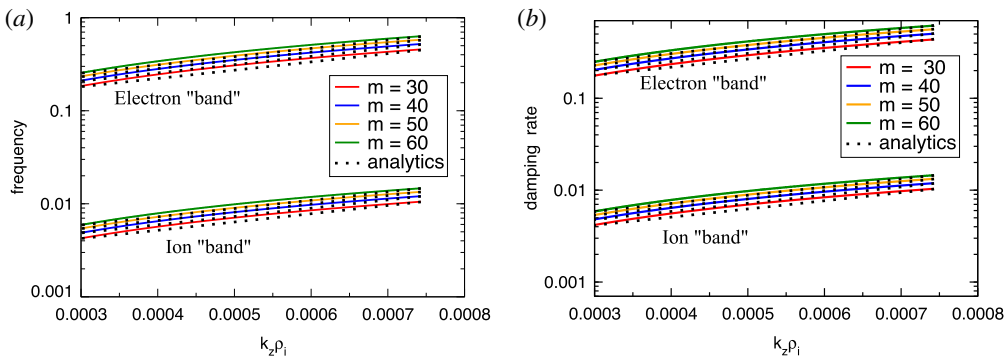 (a)
1
0.1
0.01
0.001
frequency
Electron "band"
Ion "band"
m = 30
m = 40
m = 50
m = 60
analytics
0.0003 0.0004 0.0005 0.0006 0.0007 0.0008
kzρi
(b)
0.1
0.01
0.001
damping rate
Electron "band"
Ion "band"
m = 30
m = 40
m = 50
m = 60
analytics
0.0003 0.0004 0.0005 0.0006 0.0007 0.0008
kzρi